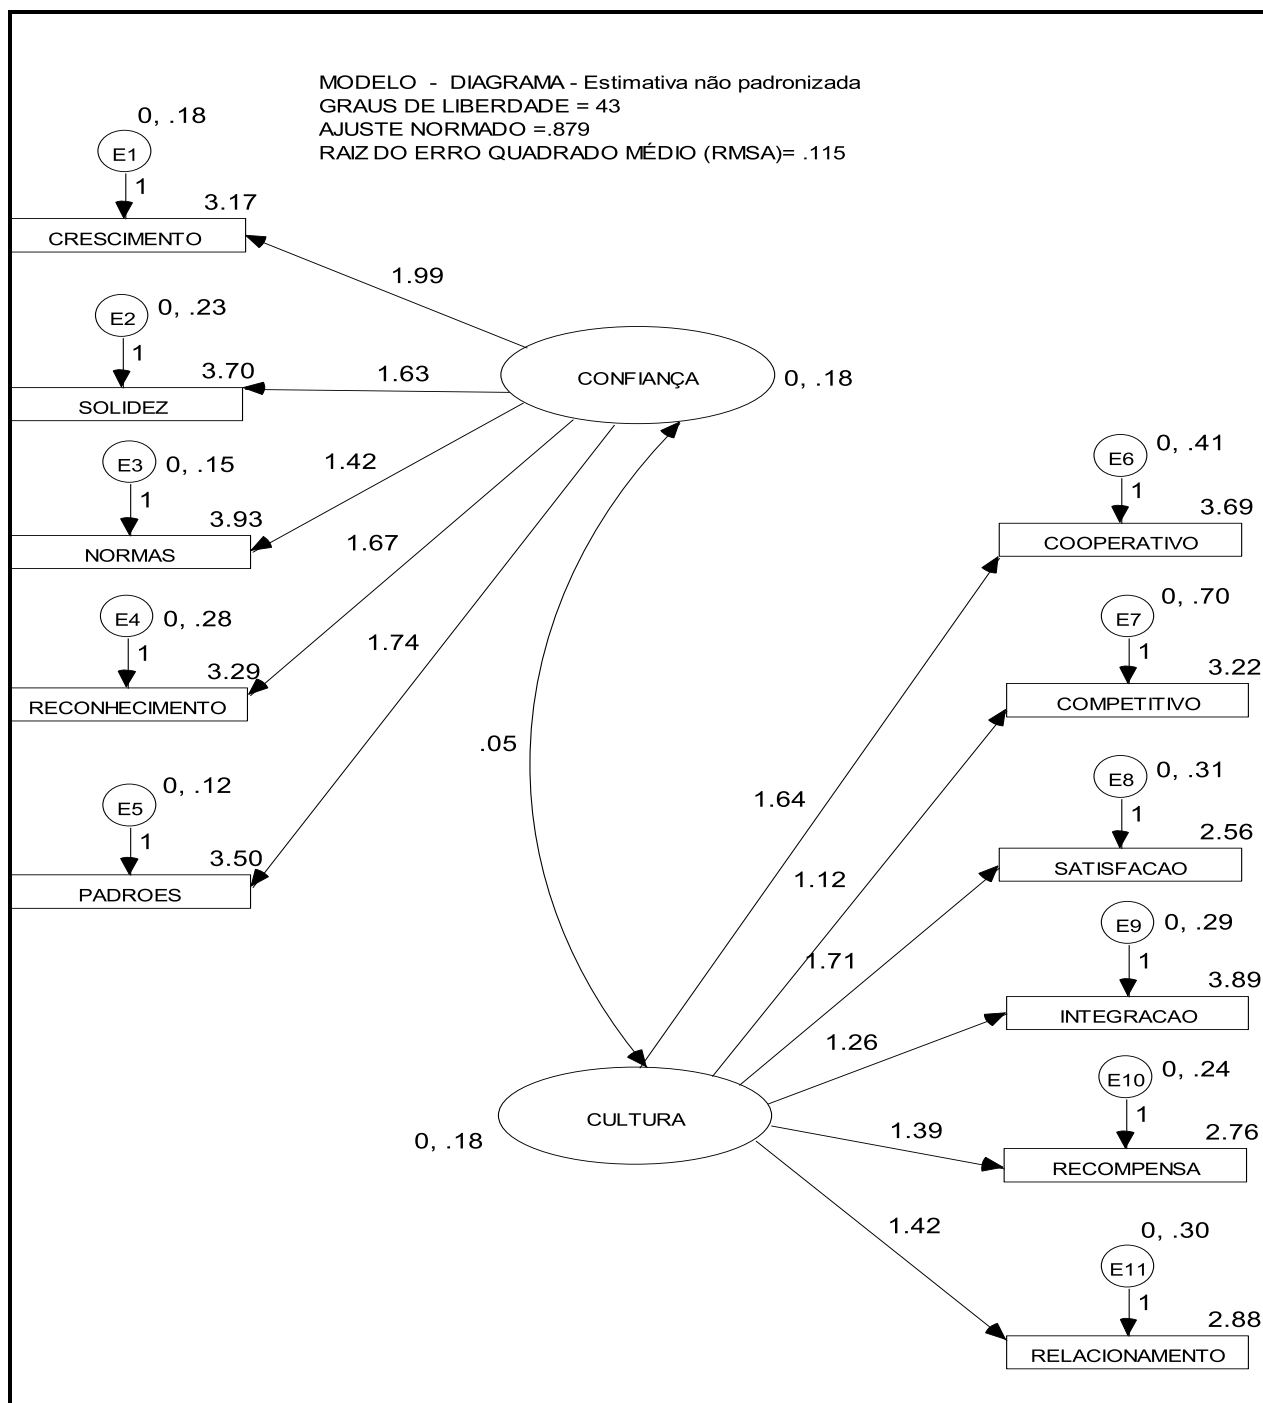 MODELO - DIAGRAMA - Estimativa não padronizada
GRAUS DE LIBERDADE = 43
AJUSTE NORMADO =.879
RAIZ DO ERRO QUADRADO MÉDIO (RMSA)= .115
0, .18
E1
1
3.17
CRESCIMENTO
1.99
0, .23
E2
1
3.70
SOLIDEZ
1.63
CONFIANÇA
0, .18
0, .15
E3
1
3.93
NORMAS
1.42
0, .28
E4
1
3.29
RECONHECIMENTO
1.67
0, .12
E5
1
3.50
PADROES
1.74
.05
0, .41
E6
1
3.69
COOPERATIVO
1.64
0, .70
E7
1
3.22
COMPETITIVO
1.12
0, .31
E8
1
2.56
SATISFACAO
1.71
0, .29
E9
1
3.89
INTEGRACAO
1.26
CULTURA
0, .18
0, .24
E10
1
2.76
RECOMPENSA
1.39
0, .30
E11
1
2.88
RELACIONAMENTO
1.42